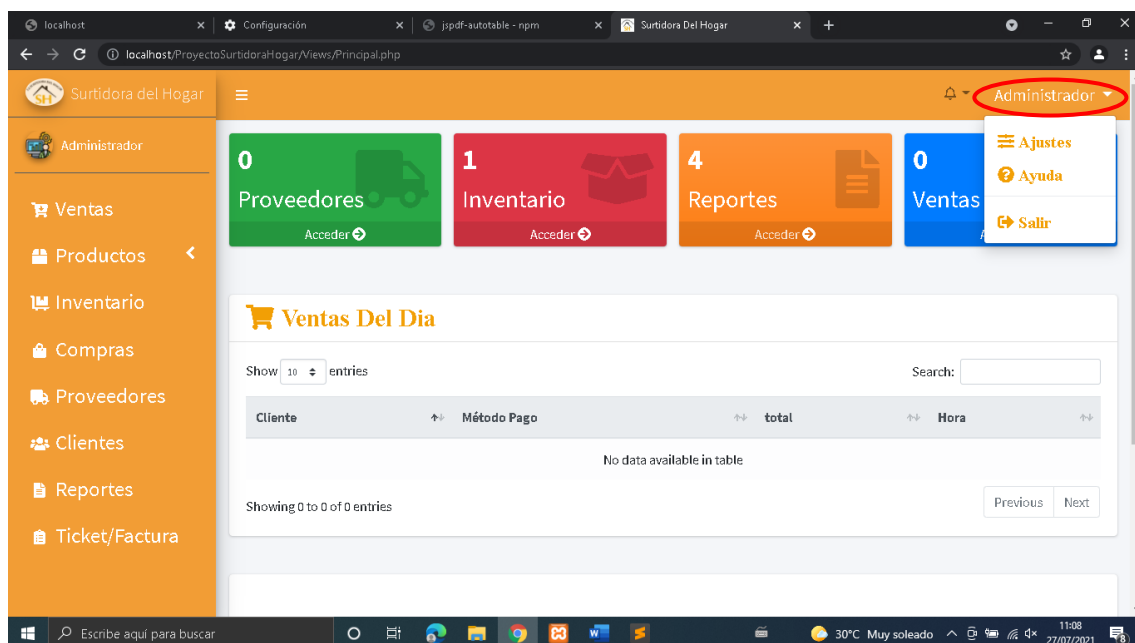 localhost
Configuración
jspdf-autotable - npm
Surtidora Del Hogar
localhost/ProyectoSurtidoraHogar/Views/Principal.php
SH
Surtidora del Hogar
Administrador
Administrador
Ajustes
Ayuda
Salir
0
Proveedores
Acceder
1
Inventario
Acceder
4
Reportes
Acceder
0
Ventas
Ventas
Productos
Inventario
Compras
Proveedores
Clientes
Reportes
Ticket/Factura
Ventas Del Dia
Show 10 entries
Search:
Cliente Método Pago total Hora
No data available in table
Showing 0 to 0 of 0 entries
Previous Next
Escribe aquí para buscar
30°C Muy soleado
11:08
27/07/2021
8